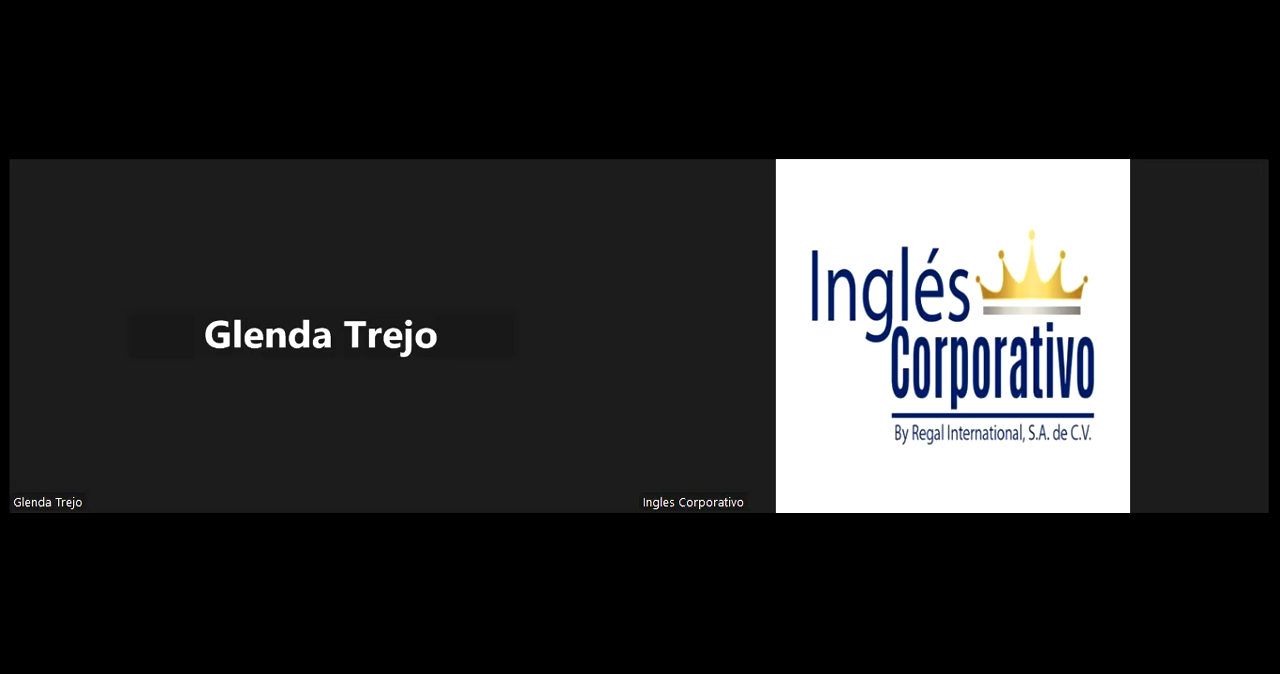 Glenda Trejo
Glenda Trejo
Inglés
Corporativo
By Regal International, S.A. de C.V.
Ingles Corporativo